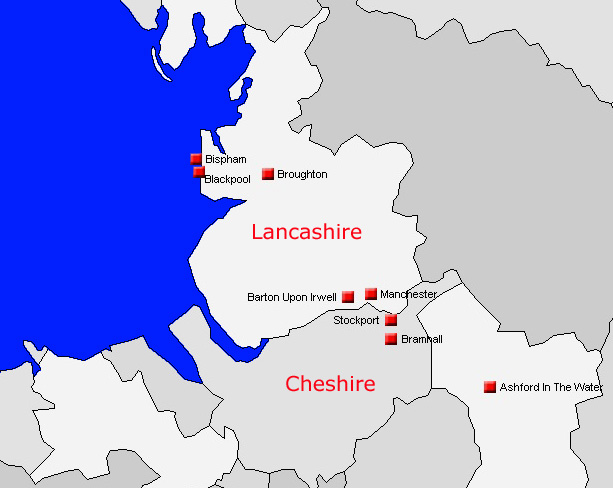 Bispham
Blackpool
Broughton
Lancashire
Barton Upon Irwell
Manchester
Stockport
Bramhall
Cheshire
Ashford In The Water